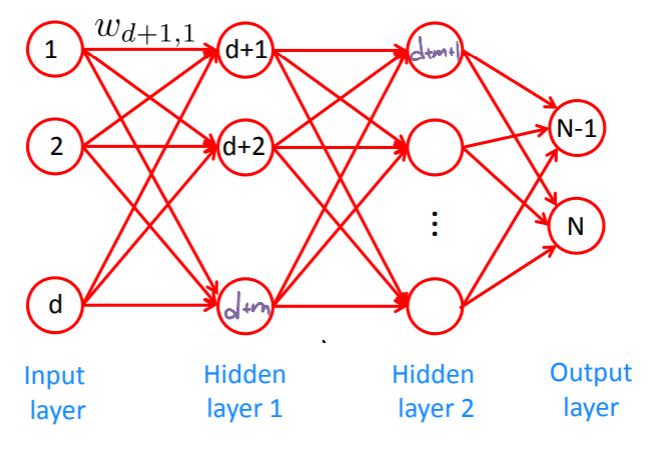 w_{d+1,1}
1
d+1
d+m+1
2
d+2
N-1
⋮
N
d
d+m
Input
layer
Hidden
layer 1
Hidden
layer 2
Output
layer